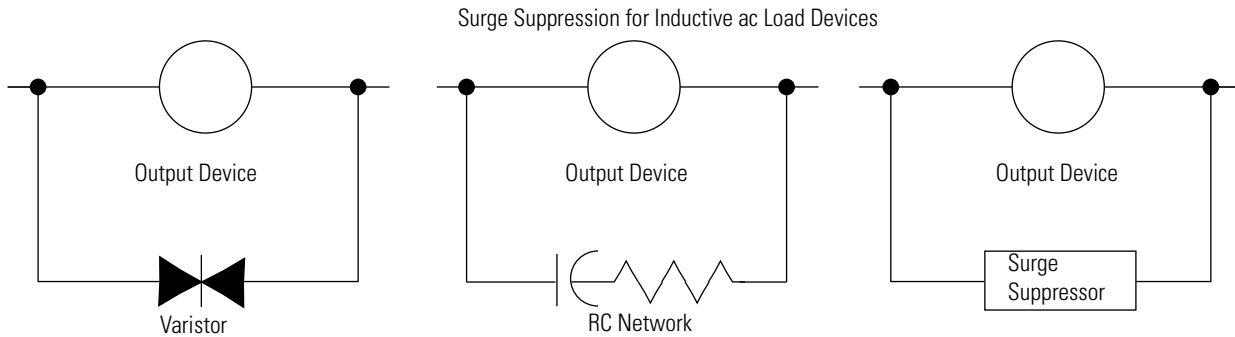 Surge Suppression for Inductive ac Load Devices
Output Device
Output Device
Output Device
Surge
Suppressor
Varistor
RC Network